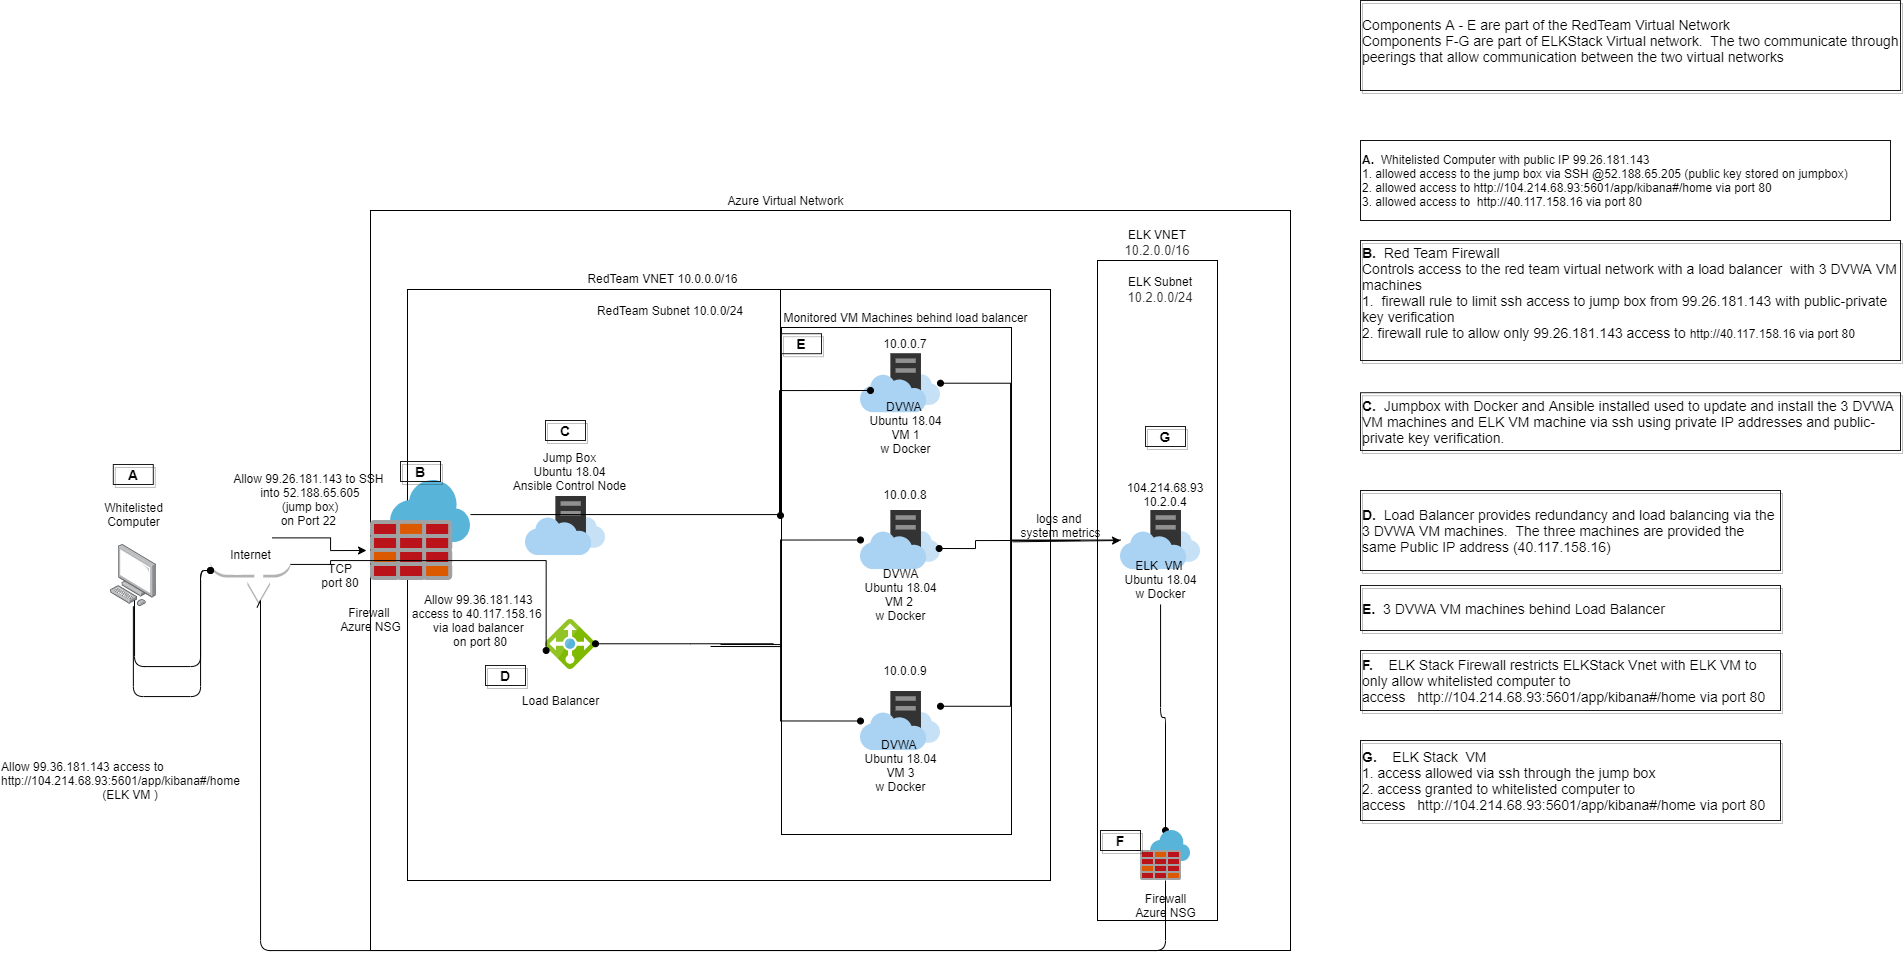 Components A - E are part of the RedTeam Virtual Network
Components F-G are part of ELKStack Virtual network. The two communicate through
peerings that allow communication between the two virtual networks
A. Whitelisted Computer with public IP 99.26.181.143
1. allowed access to the jump box via SSH @52.188.65.205 (public key stored on jumpbox)
2. allowed access to http://104.214.68.93:5601/app/kibana#/home via port 80
3. allowed access to http://40.117.158.16 via port 80
B. Red Team Firewall
Controls access to the red team virtual network with a load balancer with 3 DVWA VM
machines
1. firewall rule to limit ssh access to jump box from 99.26.181.143 with public-private
key verification
2. firewall rule to allow only 99.26.181.143 access to http://40.117.158.16 via port 80
C. Jumpbox with Docker and Ansible installed used to update and install the 3 DVWA
VM machines and ELK VM machine via ssh using private IP addresses and public-
private key verification.
D. Load Balancer provides redundancy and load balancing via the
3 DVWA VM machines. The three machines are provided the
same Public IP address (40.117.158.16)
E. 3 DVWA VM machines behind Load Balancer
F. ELK Stack Firewall restricts ELKStack Vnet with ELK VM to
only allow whitelisted computer to
access http://104.214.68.93:5601/app/kibana#/home via port 80
G. ELK Stack VM
1. access allowed via ssh through the jump box
2. access granted to whitelisted computer to
access http://104.214.68.93:5601/app/kibana#/home via port 80
Azure Virtual Network
RedTeam VNET 10.0.0.0/16
RedTeam Subnet 10.0.0/24
Monitored VM Machines behind load balancer
E
10.0.0.7
DVWA
Ubuntu 18.04
VM 1
w Docker
10.0.0.8
DVWA
Ubuntu 18.04
VM 2
w Docker
10.0.0.9
DVWA
Ubuntu 18.04
VM 3
w Docker
ELK VNET
10.2.0.0/16
ELK Subnet
10.2.0.0/24
G
104.214.68.93
10.2.0.4
ELK VM
Ubuntu 18.04
w Docker
logs and
system metrics
F
Firewall
Azure NSG
C
Jump Box
Ubuntu 18.04
Ansible Control Node
B
Allow 99.26.181.143 to SSH
into 52.188.65.605
(jump box)
on Port 22
A
Whitelisted
Computer
Internet
TCP
port 80
Firewall
Azure NSG
Allow 99.36.181.143
access to 40.117.158.16
via load balancer
on port 80
D
Load Balancer
Allow 99.36.181.143 access to
http://104.214.68.93:5601/app/kibana#/home
(ELK VM )